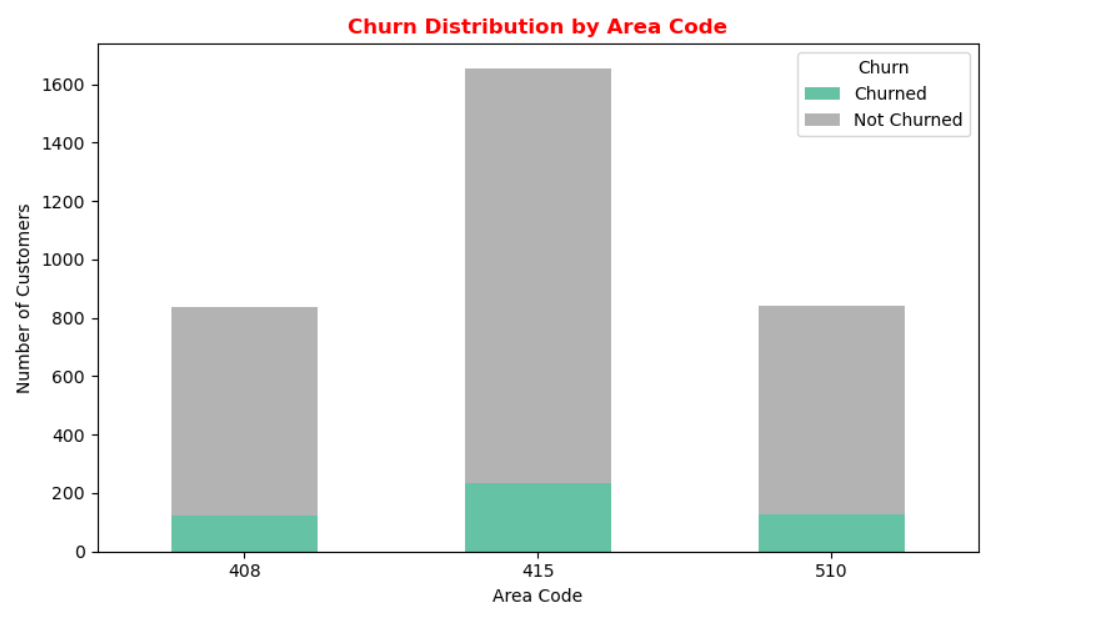 Churn Distribution by Area Code
Churn
Churned
Not Churned
Number of Customers
1600
1400
1200
1000
800
600
400
200
0
408 415 510
Area Code